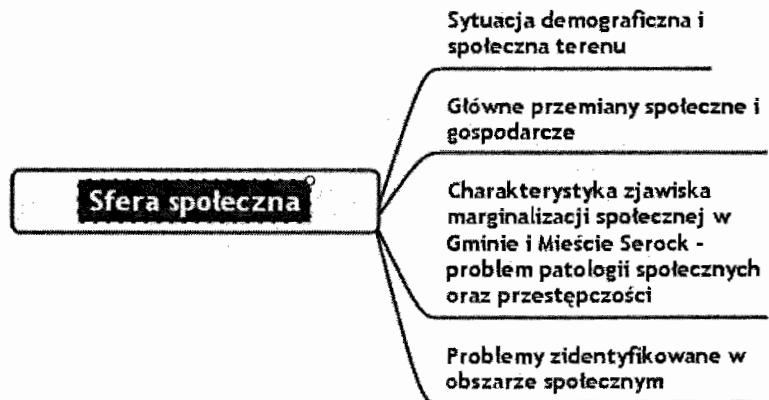 Sytuacja demograficzna i
społeczna terenu
Główne przemiany społeczne i
gospodarcze
Sfera społeczna
Charakterystyka zjawiska
marginalizacji społecznej w
Gminie i Mieście Serock -
problem patologii społecznych
oraz przestępczości
Problemy zidentyfikowane w
obszarze społecznym